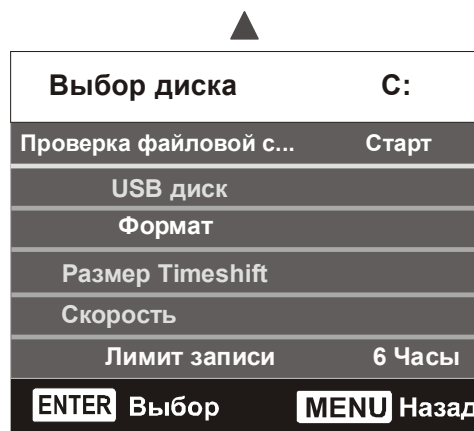 Выбор диска C:
Проверка файловой с... Старт
USB диск
Формат
Размер Timeshift
Скорость
Лимит записи 6 Часы
ENTER Выбор MENU Назад